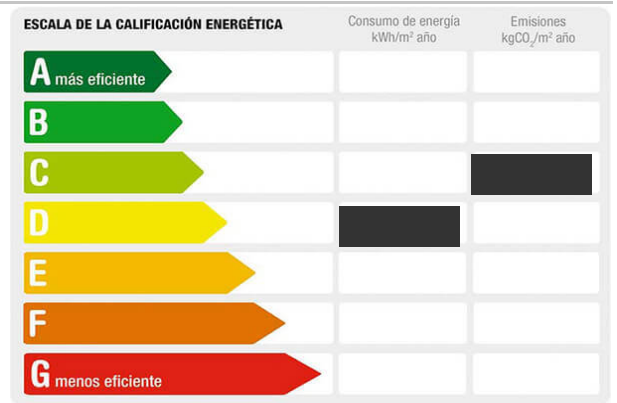 ESCALA DE LA CALIFICACIÓN ENERGÉTICA
Consumo de energía
kWh/m² año
Emisiones
kgCO₂/m² año
A más eficiente
B
C
D
E
F
G menos eficiente